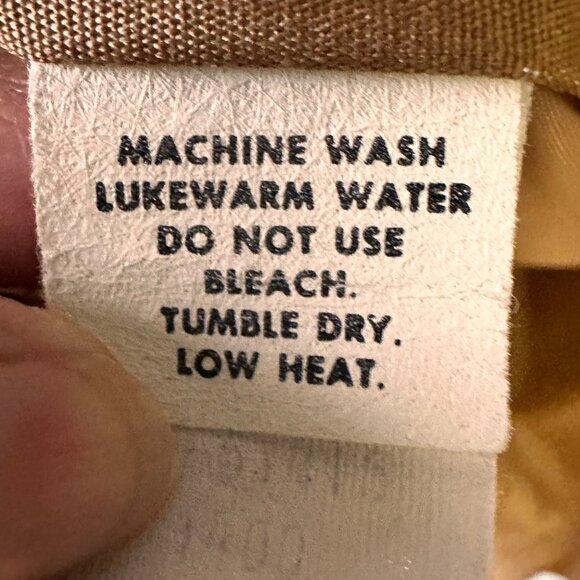 MACHINE WASH
LUKEWARM WATER
DO NOT USE
BLEACH.
TUMBLE DRY.
LOW HEAT.